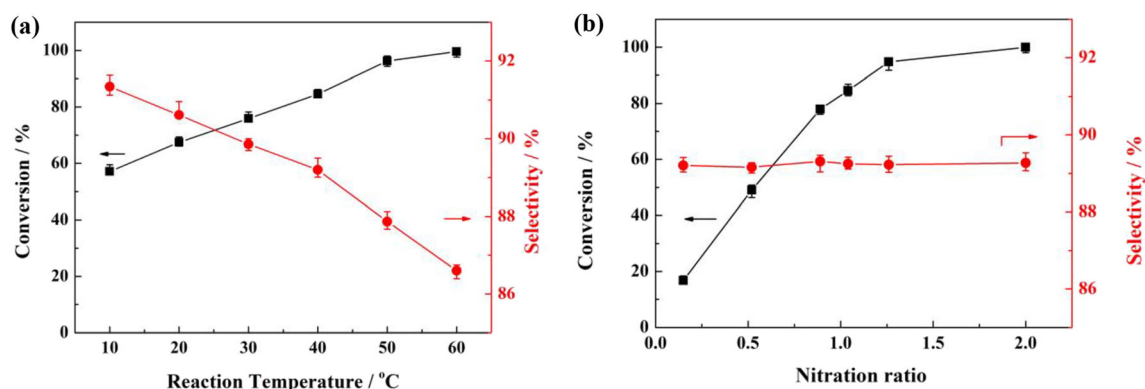 (a)
100
80
60
40
20
0
Conversion / %
10 20 30 40 50 60
Reaction Temperature / °C
92
90
88
86
Selectivity / %
(b)
100
80
60
40
20
0
Conversion / %
0.0 0.5 1.0 1.5 2.0
Nitration ratio
92
90
88
86
Selectivity / %